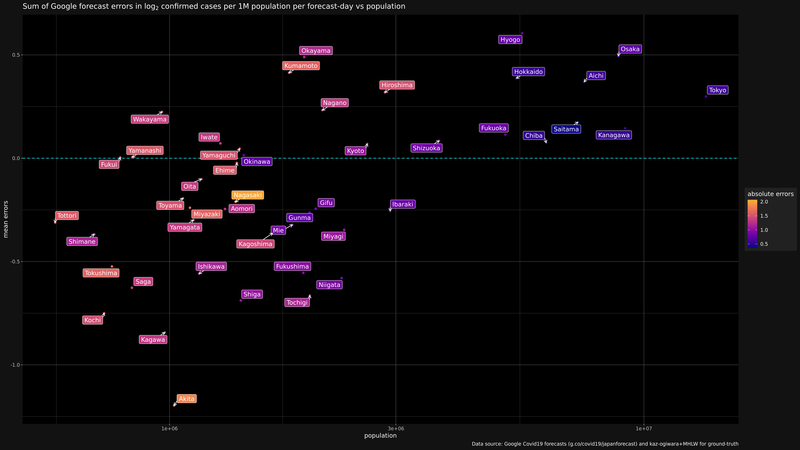 Sum of Google forecast errors in log₂ confirmed cases per 1M population per forecast-day vs population
Hyogo
Osaka
0.5
Okayama
Kumamoto
Hokkaido
Aichi
Hiroshima
Tokyo
Nagano
Wakayama
Fukuoka
Saitama
Iwate
Chiba
Kanagawa
Yamanashi
Yamaguchi
Kyoto
Shizuoka
0.0
Fukui
Okinawa
Ehime
Oita
absolute errors
Nagasaki
2.0
Toyama
Aomori
Gifu
Ibaraki
Tottori
Miyazaki
Gunma
mean errors
Yamagata
Mie
1.5
Shimane
Kagoshima
Miyagi
1.0
0.5
-0.5
Ishikawa
Fukushima
Tokushima
Saga
Niigata
Shiga
Tochigi
Kochi
Kagawa
-1.0
Akita
1e+06
3e+06
1e+07
population
Data source: Google Covid19 forecasts (g.co/covid19/japanforecast) and kaz-ogiwara+MHLW for ground-truth